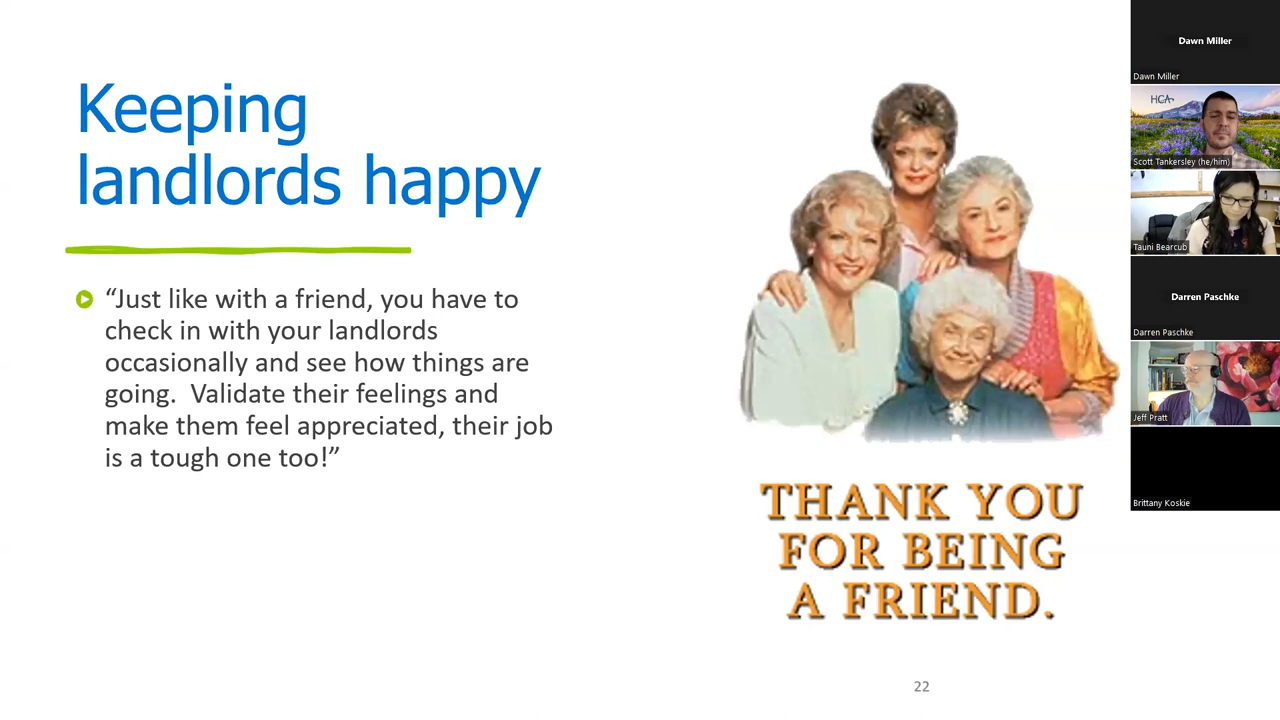 Keeping
landlords happy
“Just like with a friend, you have to
check in with your landlords
occasionally and see how things are
going.  Validate their feelings and
make them feel appreciated, their job
is a tough one too!”
THANK YOU
FOR BEING
A FRIEND.
22
Dawn Miller
Dawn Miller
HCA
Scott Tankersley (he/him)
Tauni Bearcub
Darren Paschke
Darren Paschke
Jeff Pratt
Brittany Koskie